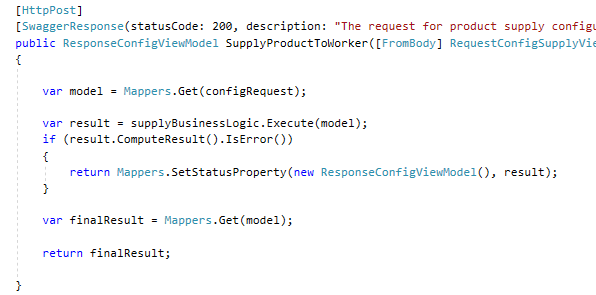 [HttpPost]
[SwaggerResponse(statusCode: 200, description: "The request for product supply configu
public ResponseConfigViewModel SupplyProductToWorker([FromBody] RequestConfigSupplyVie
{
var model = Mappers.Get(configRequest);
var result = supplyBusinessLogic.Execute(model);
if (result.ComputeResult().IsError())
{
return Mappers.SetStatusProperty(new ResponseConfigViewModel(), result);
}
var finalResult = Mappers.Get(model);
return finalResult;
}